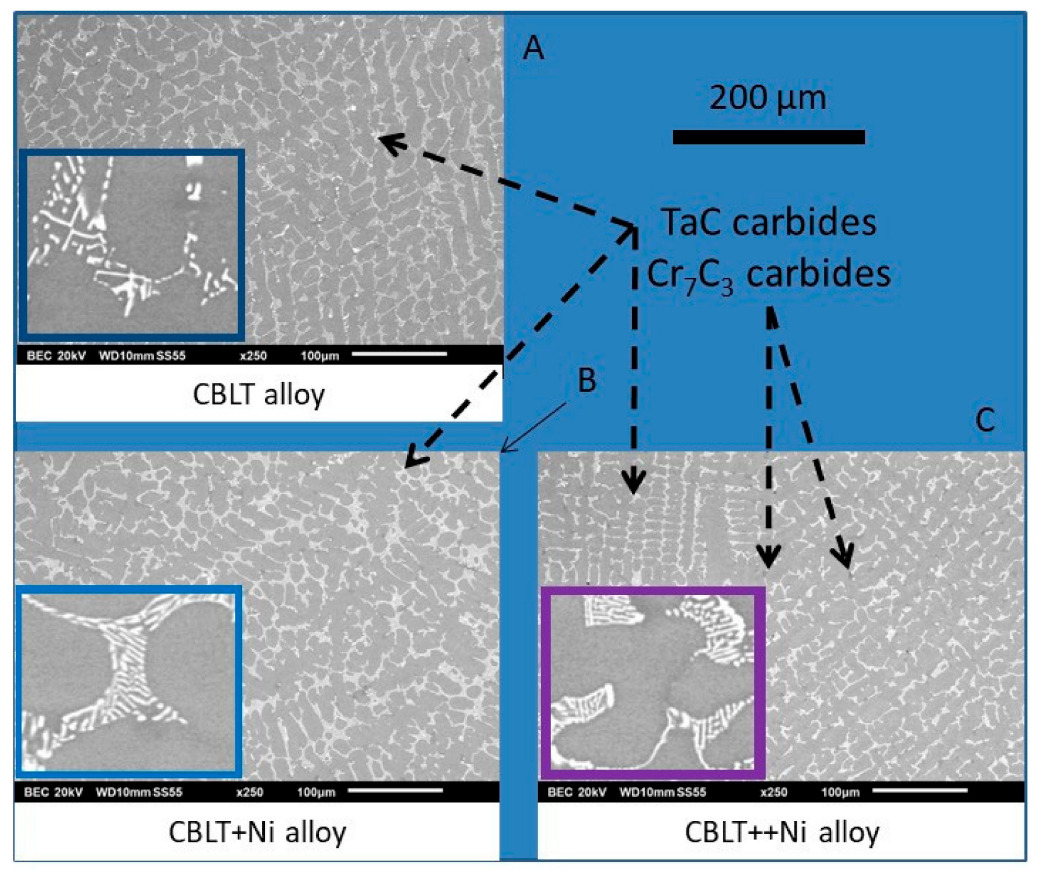 A
200 µm
TaC carbides
Cr₇C₃ carbides
BEC 20kV WD10mm SS55 x250 100µm
CBLT alloy
B
C
BEC 20kV WD10mm SS55 x250 100µm
CBLT+Ni alloy
BEC 20kV WD10mm SS55 x250 100µm
CBLT++Ni alloy